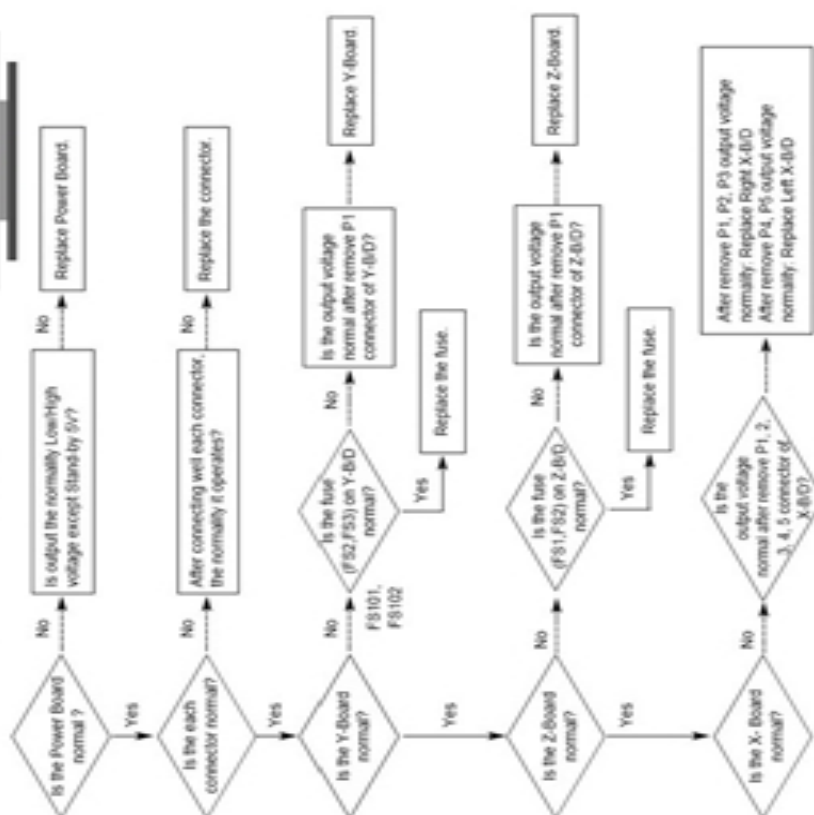 Is the Power Board
normal ?
No
Is output the normality Low/High
voltage except Stand-by 5V?
No
Replace Power Board.
Yes
Is the each
connector normal?
No
After connecting well each connector,
the normality it operates?
No
Replace the connector.
Yes
Is the Y-Board
normal?
No
FS101,
FS102
Is the fuse
(FS2,FS3) on Y-B/D
normal?
No
Is the output voltage
normal after remove P1
connector of Y-B/D?
Replace Y-Board.
Yes
Replace the fuse.
Yes
Is the Z-Board
normal?
No
Is the fuse
(FS1,FS2) on Z-B/D
normal?
No
Is the output voltage
normal after remove P1
connector of Z-B/D?
Replace Z-Board.
Yes
Replace the fuse.
Yes
Is the X- Board
normal?
No
Is the
output voltage
normal after remove P1, 2,
3, 4, 5 connector of
X-B/D?
After remove P1, P2, P3 output voltage
normality: Replace Right X-B/D
After remove P4, P5 output voltage
normality: Replace Left X-B/D